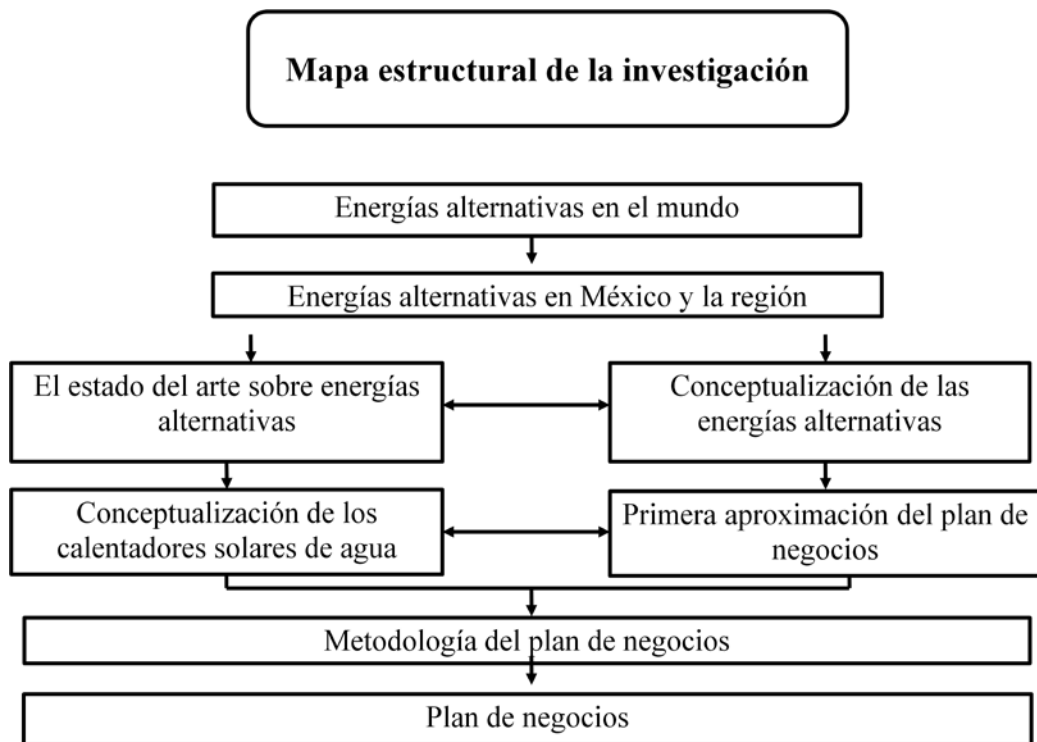 Mapa estructural de la investigación
Energías alternativas en el mundo
Energías alternativas en México y la región
El estado del arte sobre energías
alternativas
Conceptualización de las
energías alternativas
Conceptualización de los
calentadores solares de agua
Primera aproximación del plan de
negocios
Metodología del plan de negocios
Plan de negocios